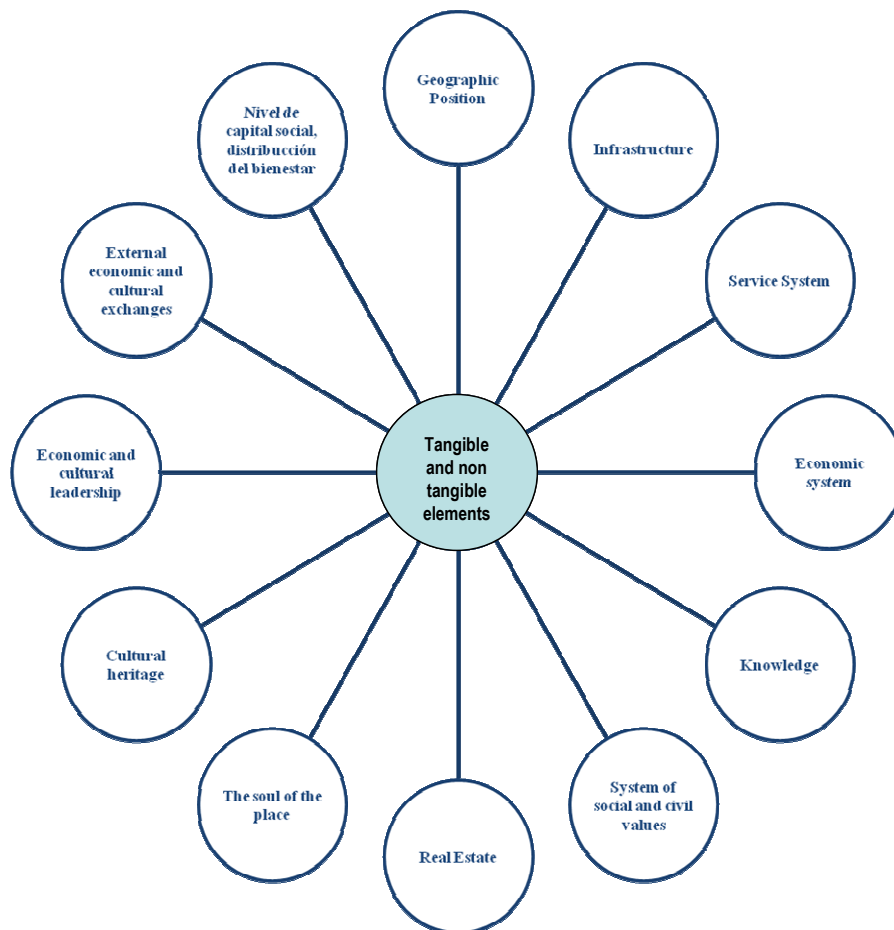 Geographic
Position
Infrastructure
Service System
Economic
system
Knowledge
System of
social and civil
values
Real Estate
The soul of the
place
Cultural
heritage
Economic and
cultural
leadership
External
economic and
cultural
exchanges
Nivel de
capital social,
distribucción
del bienestar
Tangible
and non
tangible
elements